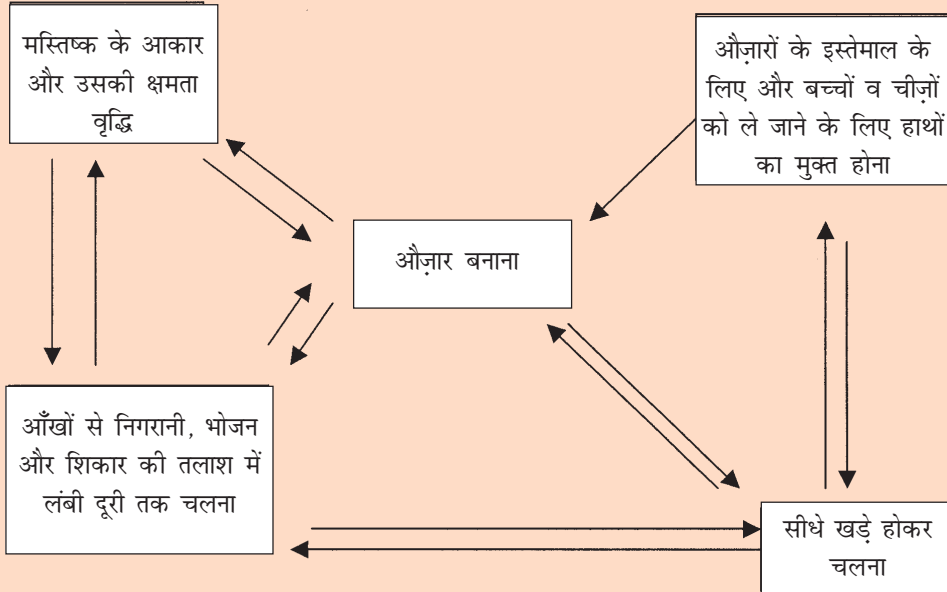 मस्तिष्क के आकार
और उसकी क्षमता
वृद्धि
औज़ारों के इस्तेमाल के
लिए और बच्चों व चीज़ों
को ले जाने के लिए हाथों
का मुक्त होना
औज़ार बनाना
आँखों से निगरानी, भोजन
और शिकार की तलाश में
लंबी दूरी तक चलना
सीधे खड़े होकर
चलना